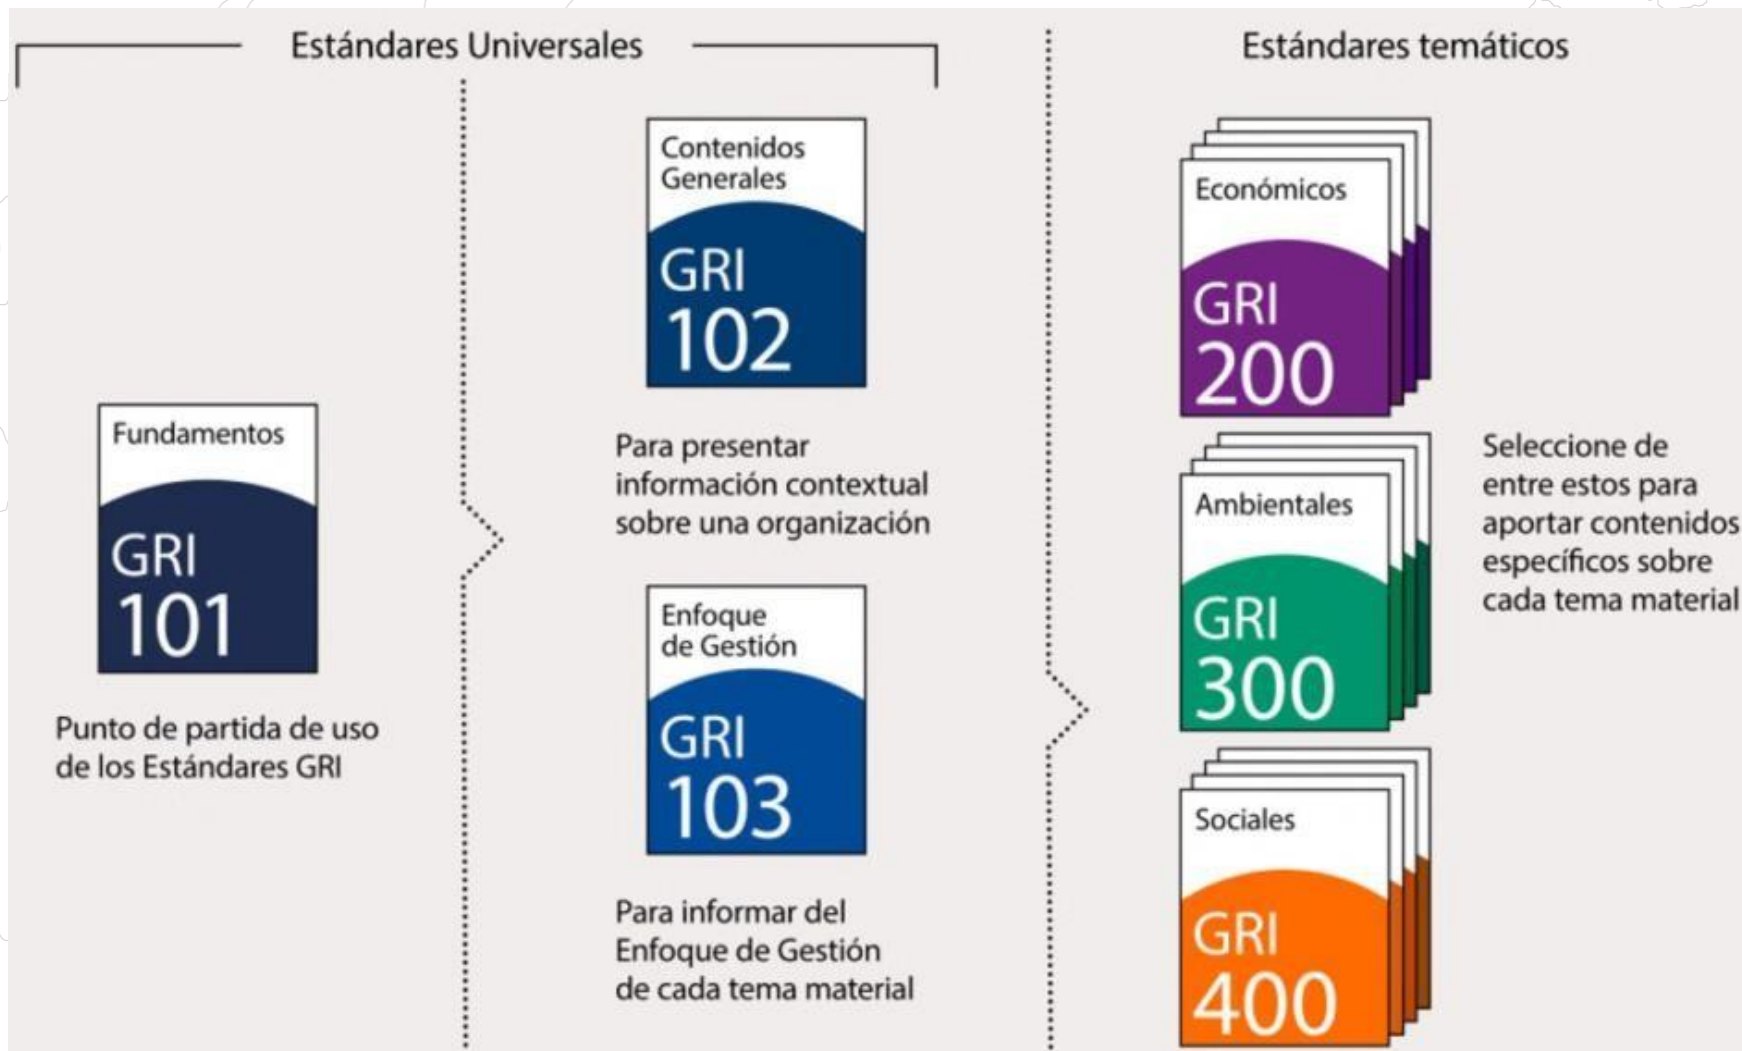 Estándares Universales
Fundamentos
GRI
101
Punto de partida de uso
de los Estándares GRI
Contenidos
Generales
GRI
102
Para presentar
información contextual
sobre una organización
Enfoque
de Gestión
GRI
103
Para informar del
Enfoque de Gestión
de cada tema material
Estándares temáticos
Económicos
GRI
200
Ambientales
GRI
300
Sociales
GRI
400
Seleccione de
entre estos para
aportar contenidos
específicos sobre
cada tema material